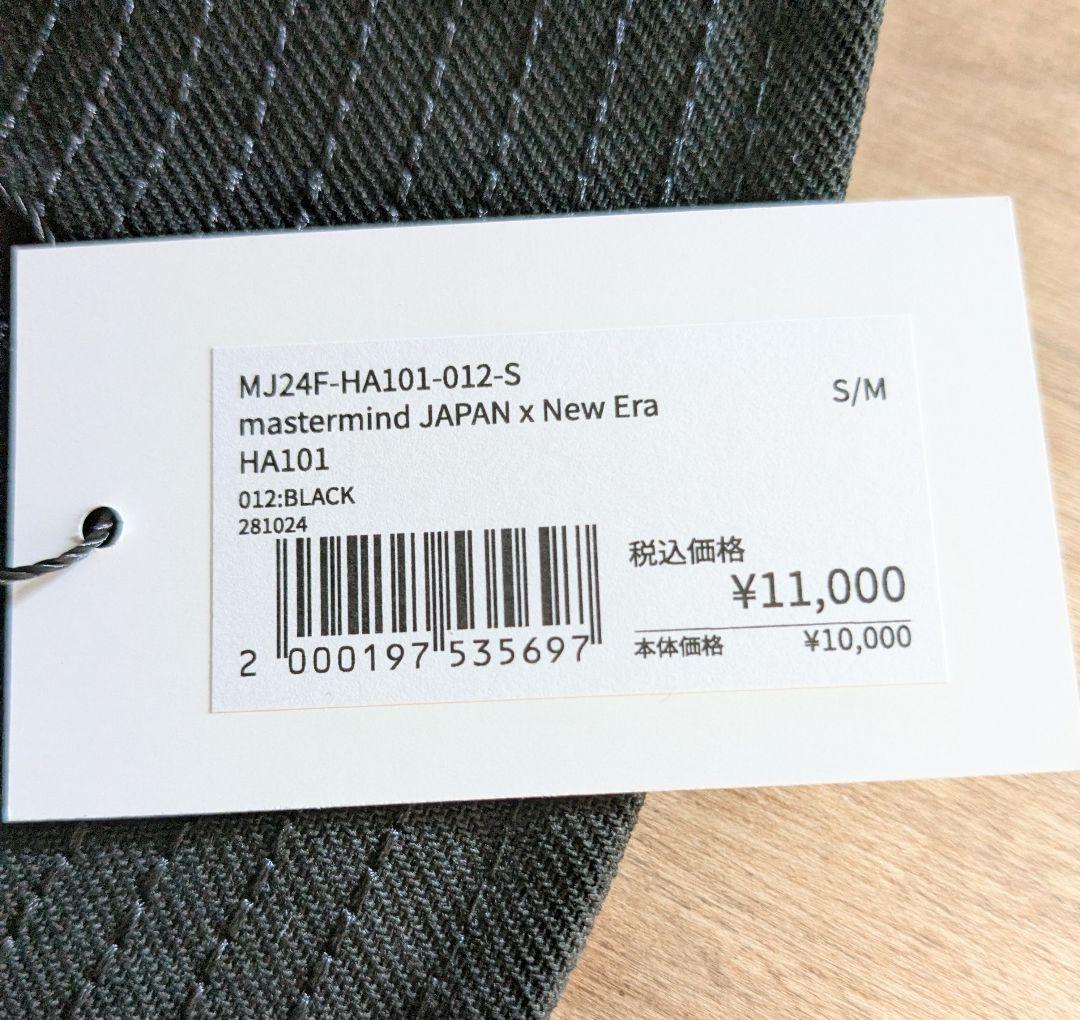 MJ24F-HA101-012-S
mastermind JAPAN x New Era
S/M
HA101
012:BLACK
281024
税込価格
¥11,000
本体価格 ¥10,000
2 000197 535697